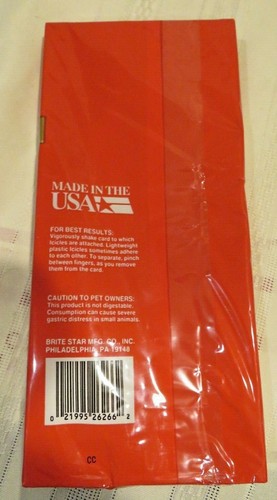 MADE IN THE
USA
FOR BEST RESULTS:
Vigorously shake card to which
Icicles are attached. Lightweight
plastic Icicles sometimes adhere
to each other. To separate, pinch
between fingers, as you remove
them from the card.
CAUTION TO PET OWNERS:
This product is not digestable.
Consumption can cause severe
gastric distress in small animals.
BRITE STAR MFG. CO., INC.
PHILADELPHIA, PA 19148
0 21995 26266 2
CC